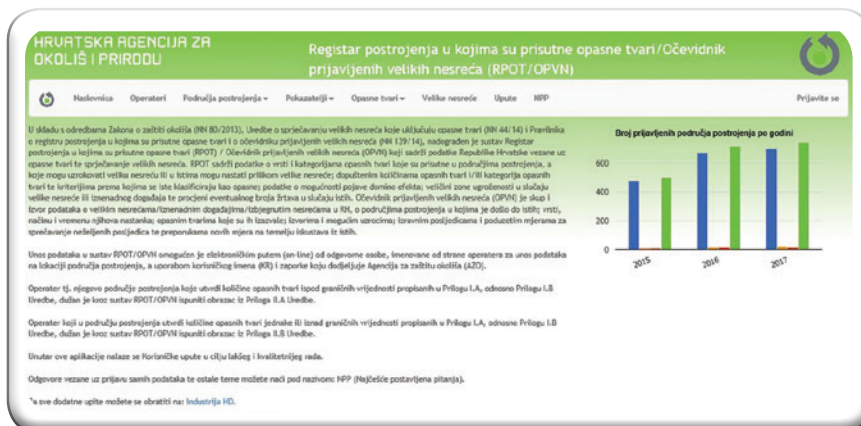 HRVATSKA AGENCIJA ZA
OKOLIŠ I PRIRODU
Registar postrojenja u kojima su prisutne opasne tvari/Očevidnik
prijavljenih velikih nesreća (RPOT/OPVN)
Naslovnica Operateri Područja postrojenja Pokazatelji Opasne tvari Velike nesreće Upute NPP Prijavite se
U skladu s odredbama Zakona o zaštiti okoliša (NN 80/2013), Uredbe o sprječavanju velikih nesreća koje uključuju opasne tvari (NN 44/14) i Pravilnika
o registru postrojenja u kojima su prisutne opasne tvari i o očevidniku prijavljenih velikih nesreća (NN 139/14), nadograđen je sustav Registar
postrojenja u kojima su prisutne opasne tvari (RPOT) / Očevidnik prijavljenih velikih nesreća (OPVN) koji sadrži podatke Republike Hrvatske vezane uz
opasne tvari te sprječavanje velikih nesreća. RPOT sadrži podatke o vrsti i kategorijama opasnih tvari koje su prisutne u područjima postrojenja, a
koje mogu uzrokovati veliku nesreću ili u istima mogu nastati prilikom velike nesreće; dopuštenim količinama opasnih tvari i/ili kategorija opasnih
tvari te kriterijima prema kojima se iste klasificiraju kao opasne; podatke o mogućnosti pojave domino efekta; veličini zone ugroženosti u slučaju
velike nesreće ili iznenadnog događaja te procjeni eventualnog broja žrtava u slučaju istih. Očevidnik prijavljenih velikih nesreća (OPVN) je skup i
izvor podataka o velikim nesrećama/iznenadnim događajima/izbjegnutim nesrećama u RH, o područjima postrojenja u kojima je došlo do istih; vrsti,
načinu i vremenu njihova nastanka; opasnim tvarima koje su ih izazvale; izvorima i mogućim uzrocima; izravnim posljedicama i poduzetim mjerama za
sprečavanje neželjenih posljedica te preporukama novih mjera na temelju iskustava iz istih.
Unos podataka u sustav RPOT/OPVN omogućen je elektroničkim putem (on-line) od odgovorne osobe, imenovane od strane operatera za unos podataka
na lokaciji područja postrojenja, a uporabom korisničkog imena (KR) i zaporke koju dodjeljuje Agencija za zaštitu okoliša (AZO).
Operater tj. njegovo područje postrojenja koje utvrdi količine opasnih tvari ispod graničnih vrijednosti propisanih u Prilogu I.A, odnosno Prilogu I.B
Uredbe, dužan je kroz sustav RPOT/OPVN ispuniti obrazac iz Priloga II.A Uredbe.
Operater koji u području postrojenja utvrdi količine opasnih tvari jednake ili iznad graničnih vrijednosti propisanih u Prilogu I.A, odnosno Prilogu I.B
Uredbe, dužan je kroz sustav RPOT/OPVN ispuniti obrazac iz Priloga II.B Uredbe.
Unutar ove aplikacije nalaze se Korisničke upute u cilju lakšeg i kvalitetnijeg rada.
Odgovore vezane uz prijavu samih podataka te ostale teme možete naći pod nazivom: NPP (Najčešće postavljena pitanja).
a sve dodatne upite možete se obratiti na: Industrija HD.
Broj prijavljenih područja postrojenja po godini
600
400
200
0
2015 2016 2017